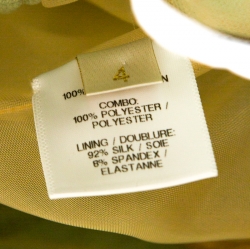 4
100%
COMBO:
100% POLYESTER /
POLYESTER
LINING / DOUBLURE:
92% SILK / SOIE
8% SPANDEX /
ELASTANNE